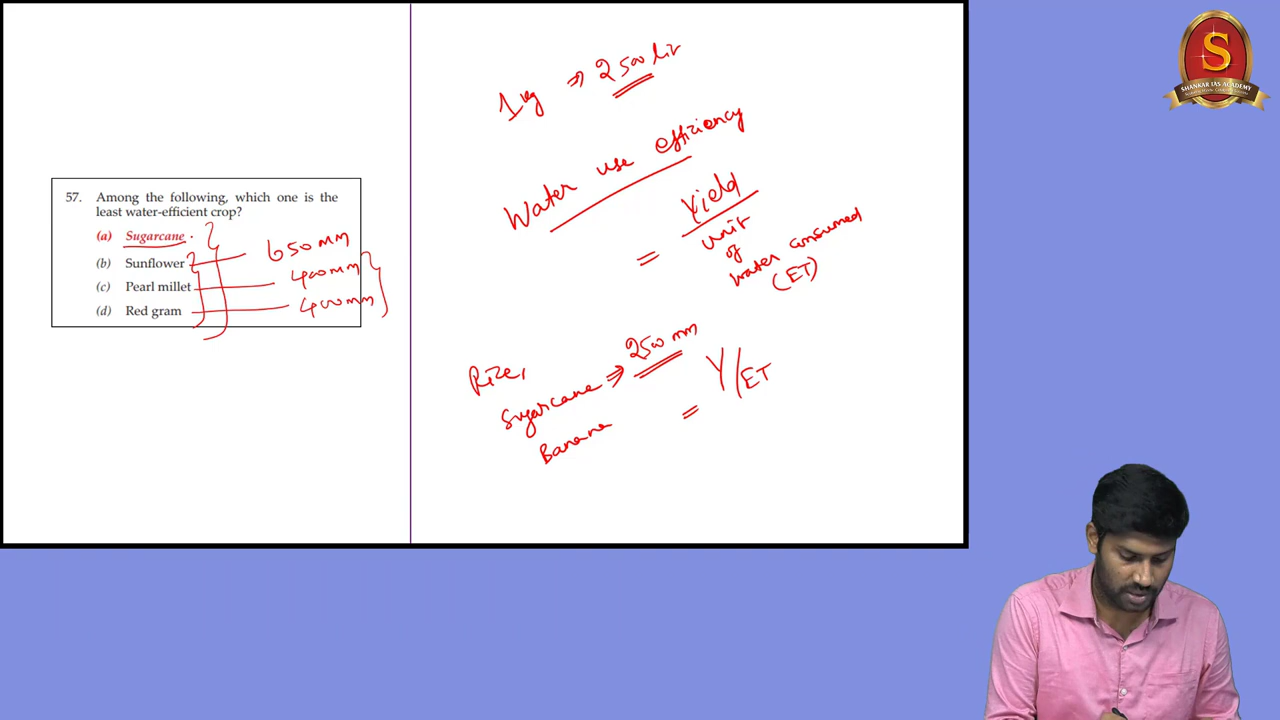 57. Among the following, which one is the
least water-efficient crop?
(a) Sugarcane
(b) Sunflower 650 mm
(c) Pearl millet 400 mm
(d) Red gram 400 mm
1 kg ⇒ 2500 lit
Water use efficiency
= Yield
unit
of
water consumed
(ET)
Rice,
Sugarcane ⇒ 2500 mm
Banana
= Y/ET
S
SHANKAR IAS ACADEMY